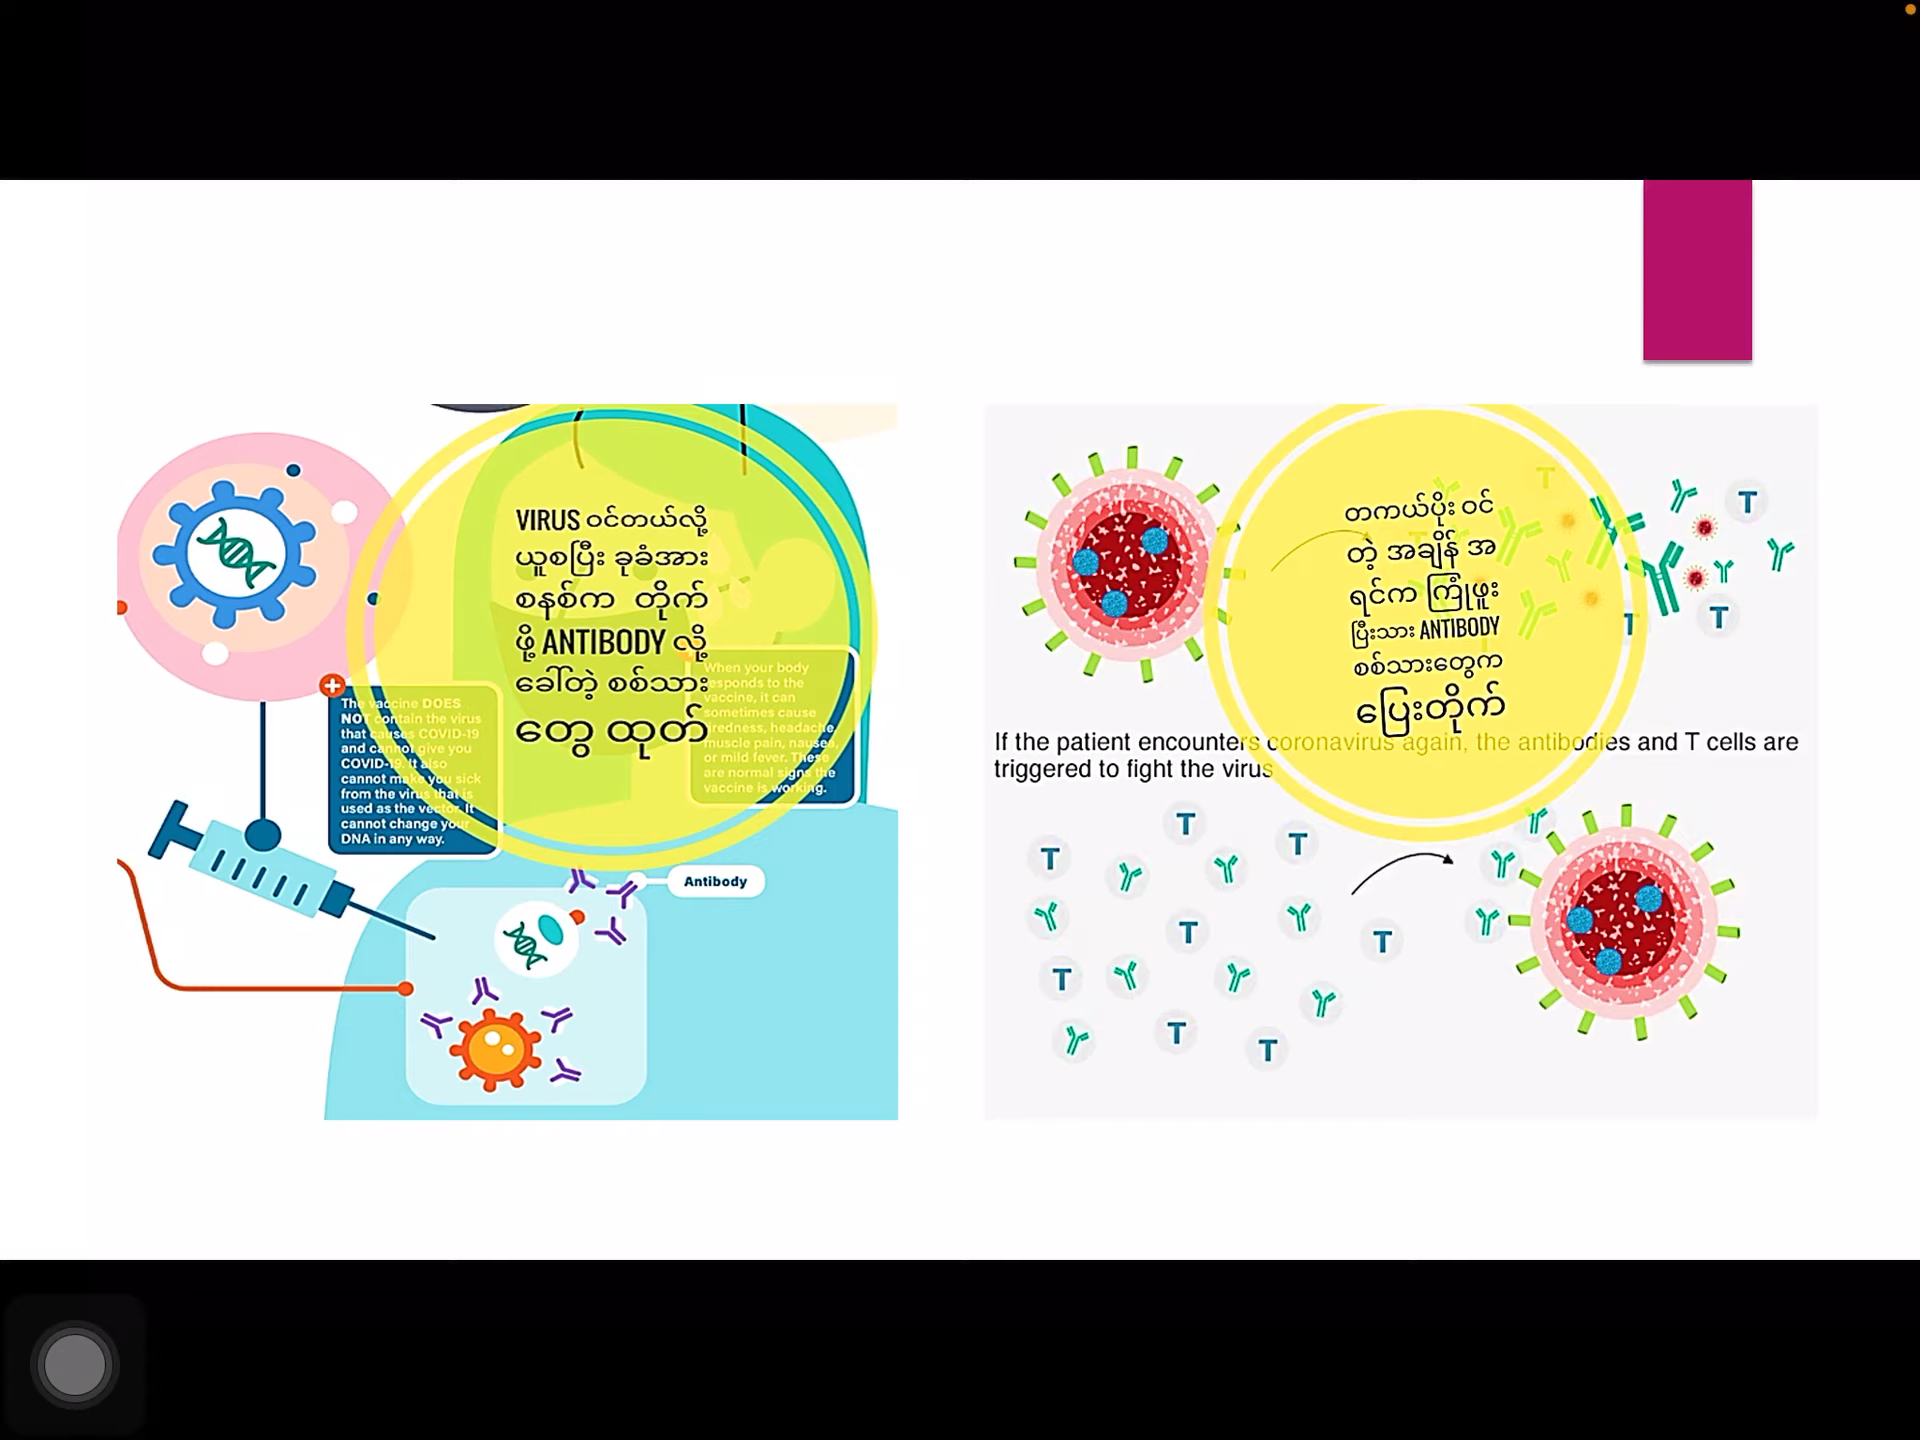 VIRUS ဝင်တယ်လို့
ယူစပြီး ခုခံအား
စနစ်က တိုက်
ဖို့ ANTIBODY လို့
ခေါ်တဲ့ စစ်သား
တွေ ထုတ်
The vaccine DOES
NOT contain the virus
that causes COVID-19
and cannot give you
COVID-19. It also
cannot make you sick
from the virus that is
used as the vector. It
cannot change your
DNA in any way.
When your body
responds to the
vaccine, it can
sometimes cause
redness, headache,
muscle pain, nausea,
or mild fever. These
are normal signs the
vaccine is working.
Antibody
တကယ်ပိုး ဝင်
တဲ့ အချိန် အ
ရင်က ကြုံဖူး
ပြီးသား ANTIBODY
စစ်သားတွေက
ပြေးတိုက်
T
T
T
T
If the patient encounters coronavirus again, the antibodies and T cells are
triggered to fight the virus
T
T
T
T
T
T
T
T